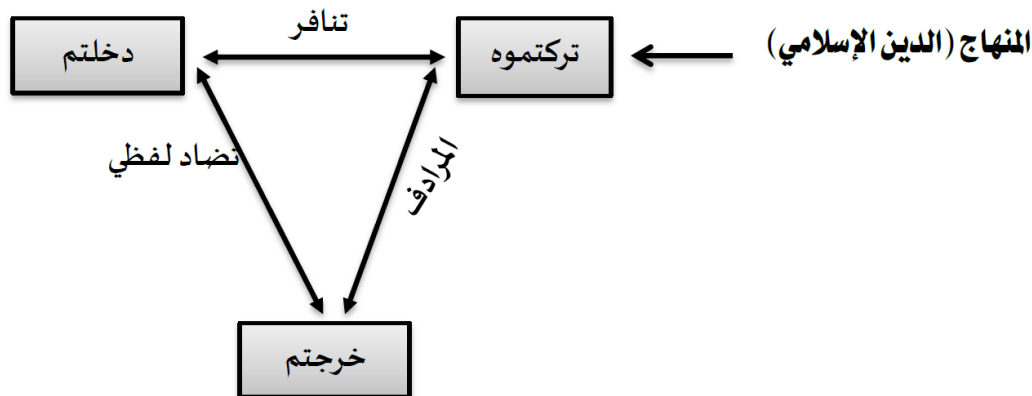 المنهاج (الدين الإسلامي)
تركتموه
تنافر
دخلتم
المرادف
تضاد لفظي
خرجتم